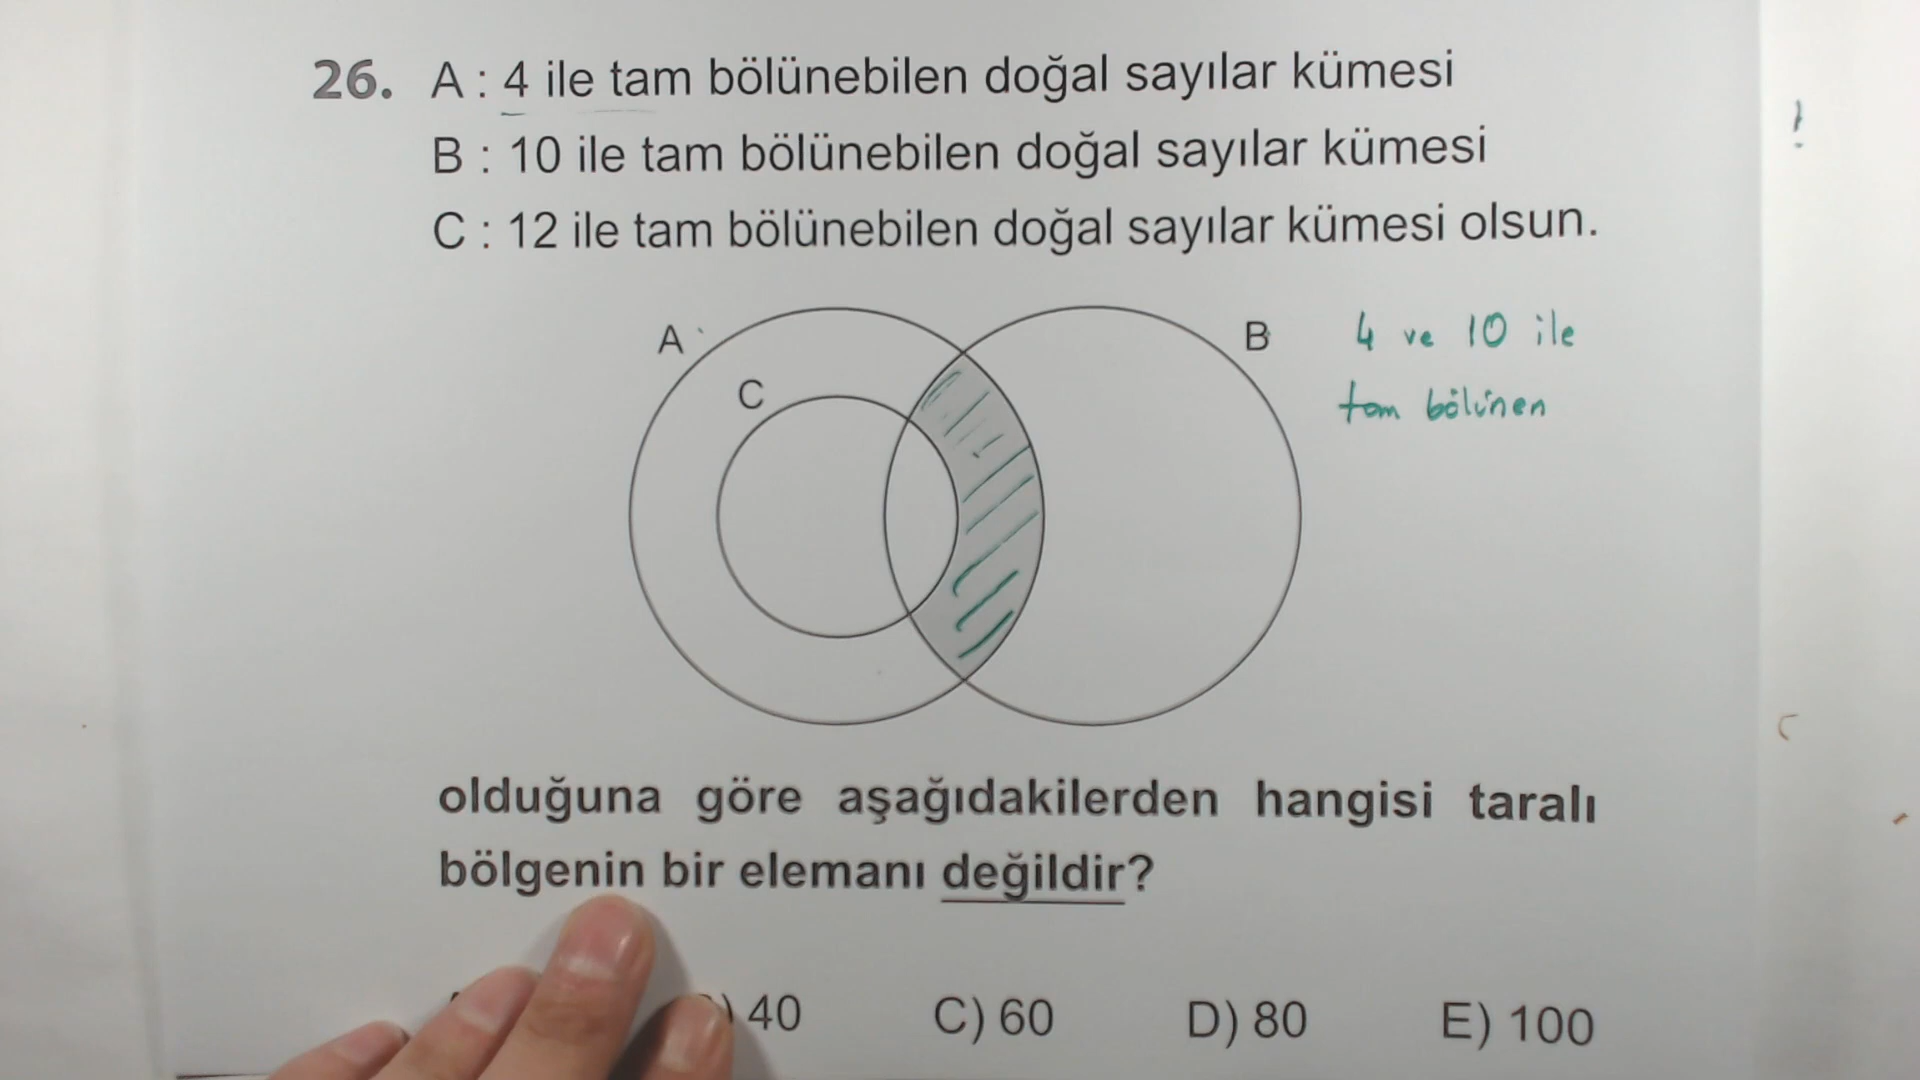 26. A : 4 ile tam bölünebilen doğal sayılar kümesi
B : 10 ile tam bölünebilen doğal sayılar kümesi
C : 12 ile tam bölünebilen doğal sayılar kümesi olsun.
A
B
C
4 ve 10 ile
tam bölünen
olduğuna göre aşağıdakilerden hangisi taralı
bölgenin bir elemanı değildir?
) 40 C) 60 D) 80 E) 100